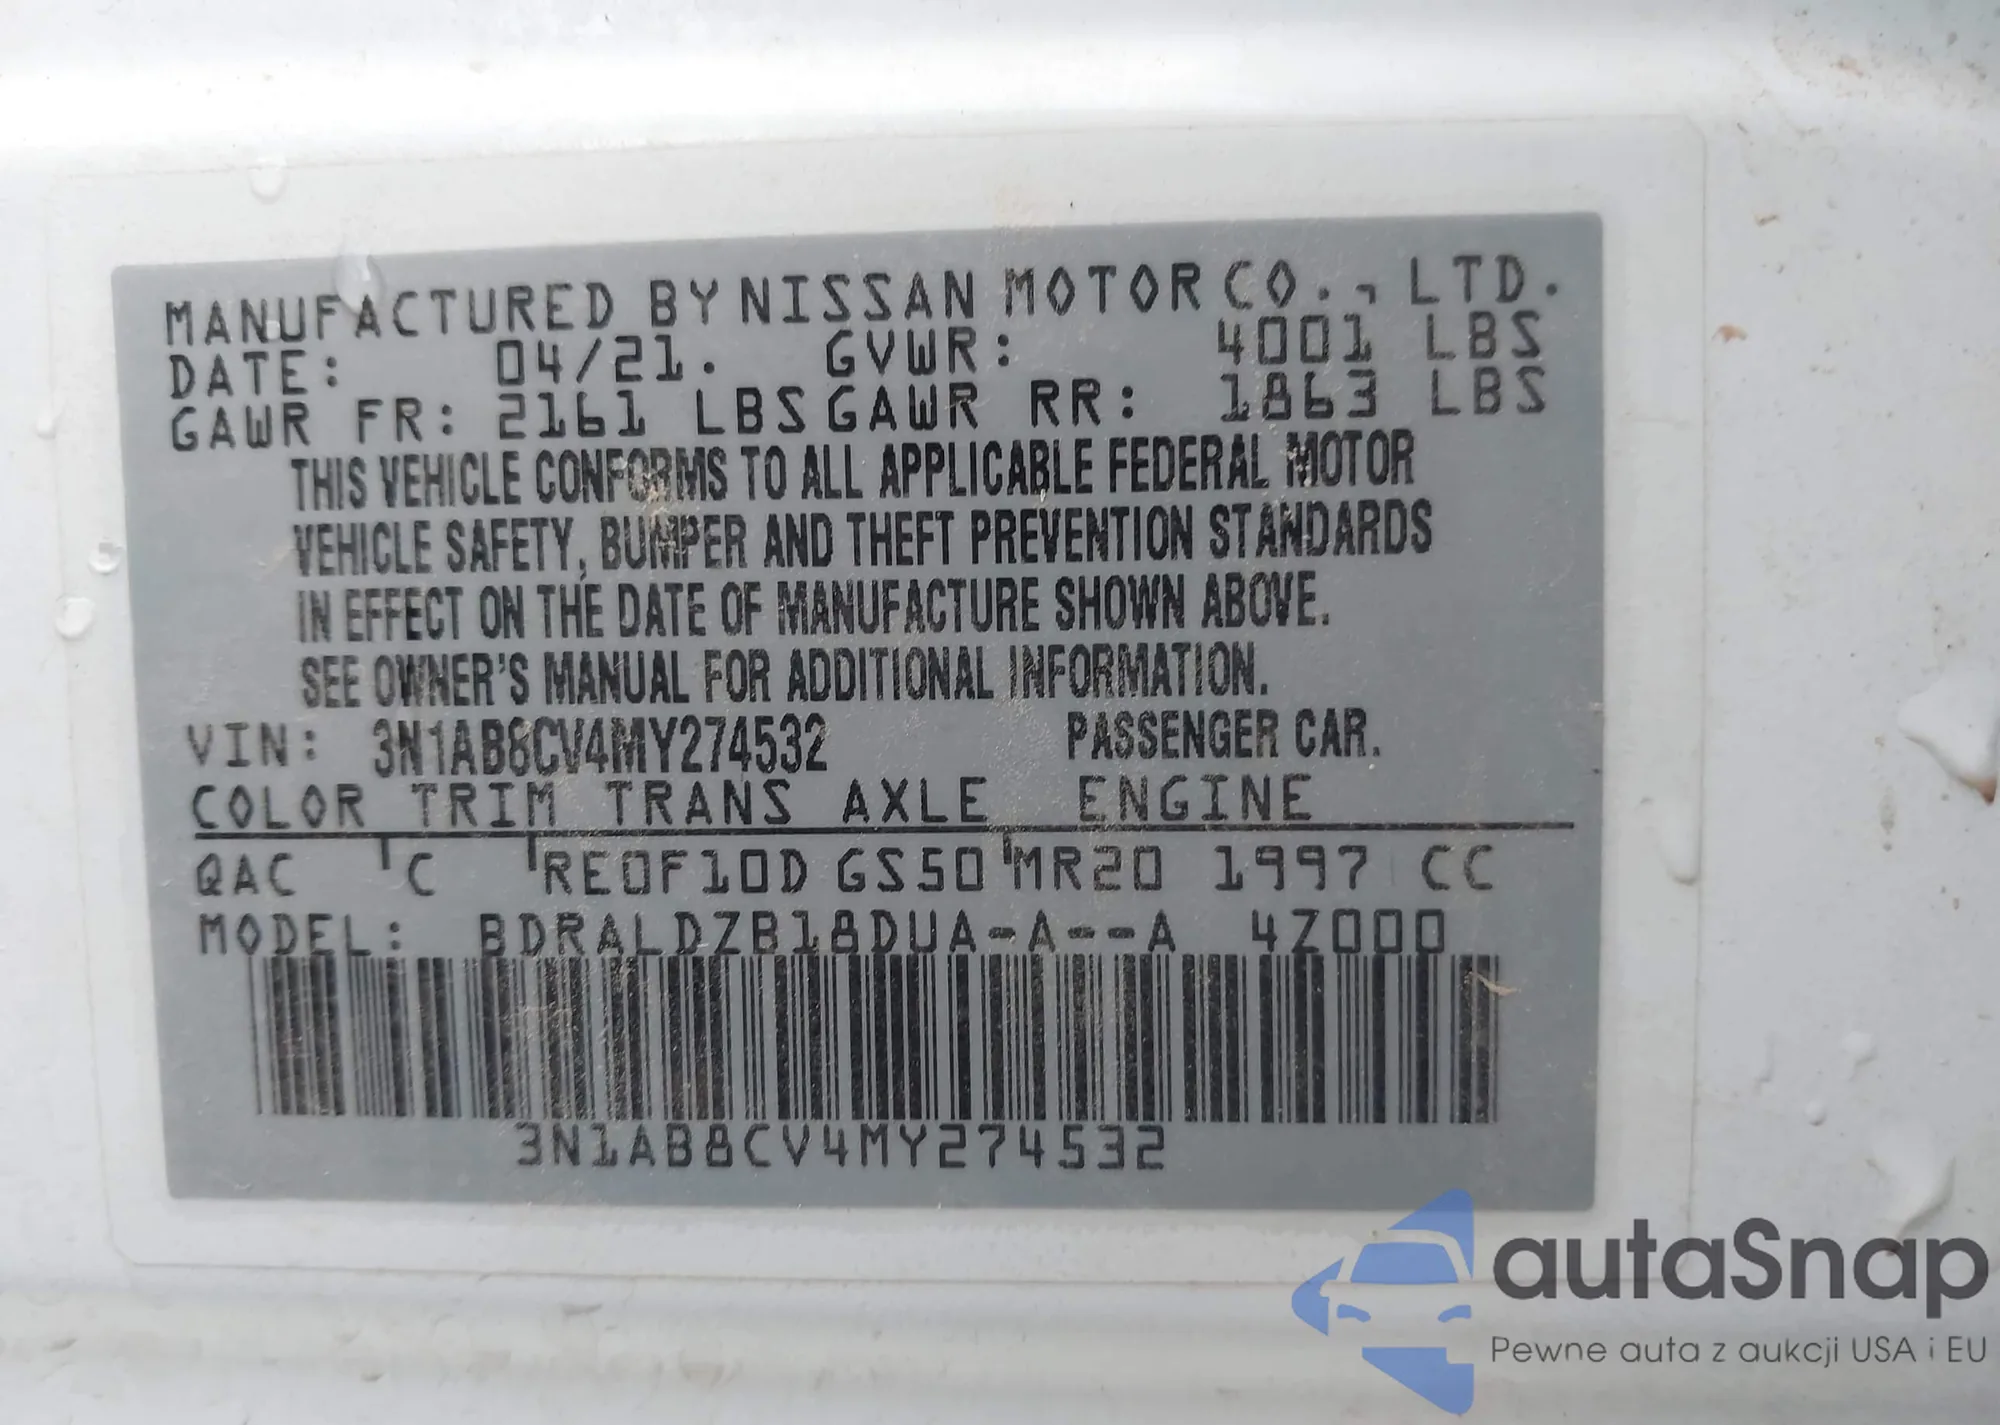 MANUFACTURED BY NISSAN MOTOR CO., LTD.
DATE: 04/21. GVWR: 4001 LBS
GAWR FR: 2161 LBS GAWR RR: 1863 LBS
THIS VEHICLE CONFORMS TO ALL APPLICABLE FEDERAL MOTOR
VEHICLE SAFETY, BUMPER AND THEFT PREVENTION STANDARDS
IN EFFECT ON THE DATE OF MANUFACTURE SHOWN ABOVE.
SEE OWNER'S MANUAL FOR ADDITIONAL INFORMATION.
VIN: 3N1AB8CV4MY274532 PASSENGER CAR.
COLOR TRIM TRANS AXLE ENGINE
QAC C RE0F10D GS50 MR20 1997 CC
MODEL: BDRALDZB18DUA-A--A 4Z000
3N1AB8CV4MY274532
autaSnap
Pewne auta z aukcji USA i EU